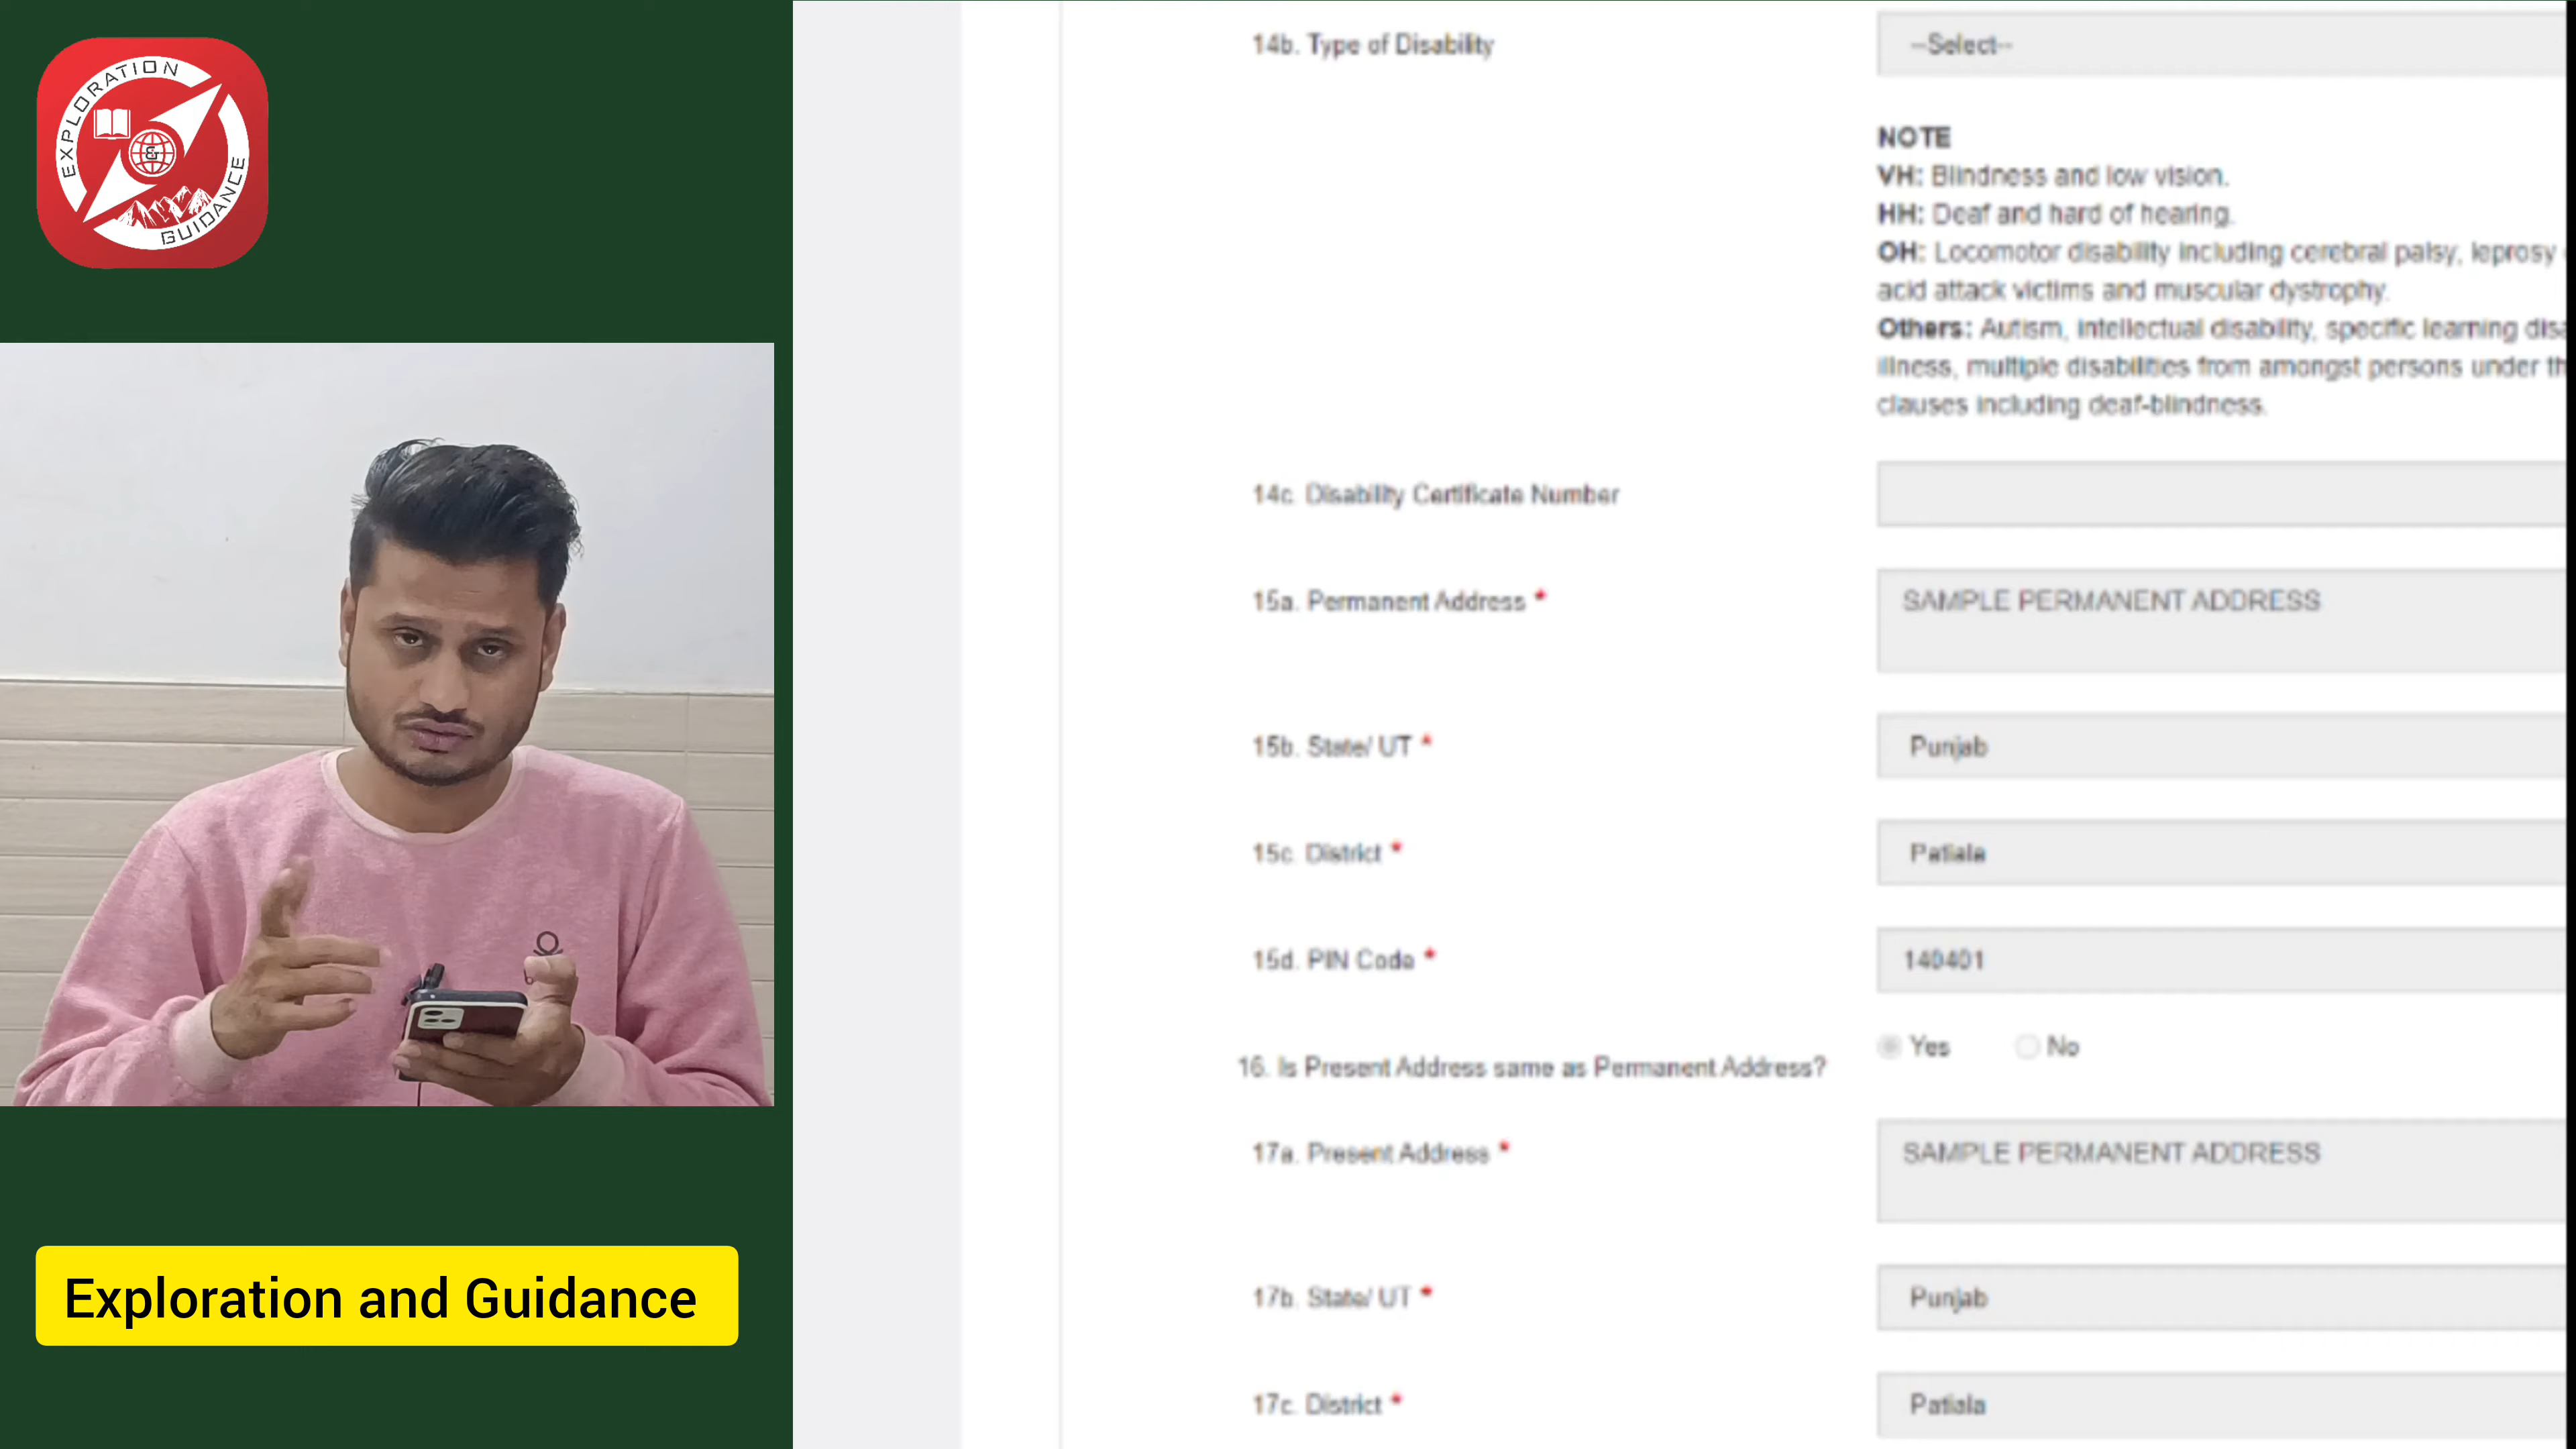 EXPLORATION
&
GUIDANCE
Exploration and Guidance
14b. Type of Disability
--Select--
NOTE
VH: Blindness and low vision.
HH: Deaf and hard of hearing.
OH: Locomotor disability including cerebral palsy, leprosy
acid attack victims and muscular dystrophy.
Others: Autism, intellectual disability, specific learning disa
illness, multiple disabilities from amongst persons under th
clauses including deaf-blindness.
14c. Disability Certificate Number
15a. Permanent Address *
SAMPLE PERMANENT ADDRESS
15b. State/ UT *
Punjab
15c. District *
Patiala
15d. PIN Code *
140401
16. Is Present Address same as Permanent Address?
Yes No
17a. Present Address *
SAMPLE PERMANENT ADDRESS
17b. State/ UT *
Punjab
17c. District *
Patiala